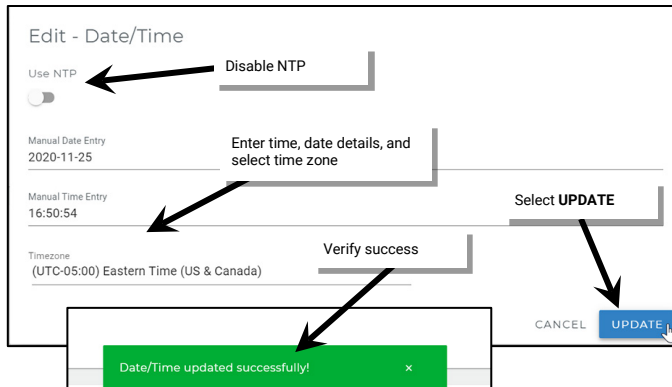 Edit - Date/Time
Use NTP
Disable NTP
Manual Date Entry
2020-11-25
Enter time, date details, and
select time zone
Manual Time Entry
16:50:54
Select UPDATE
Timezone
(UTC-05:00) Eastern Time (US & Canada)
Verify success
CANCEL
UPDATE
Date/Time updated successfully!
×